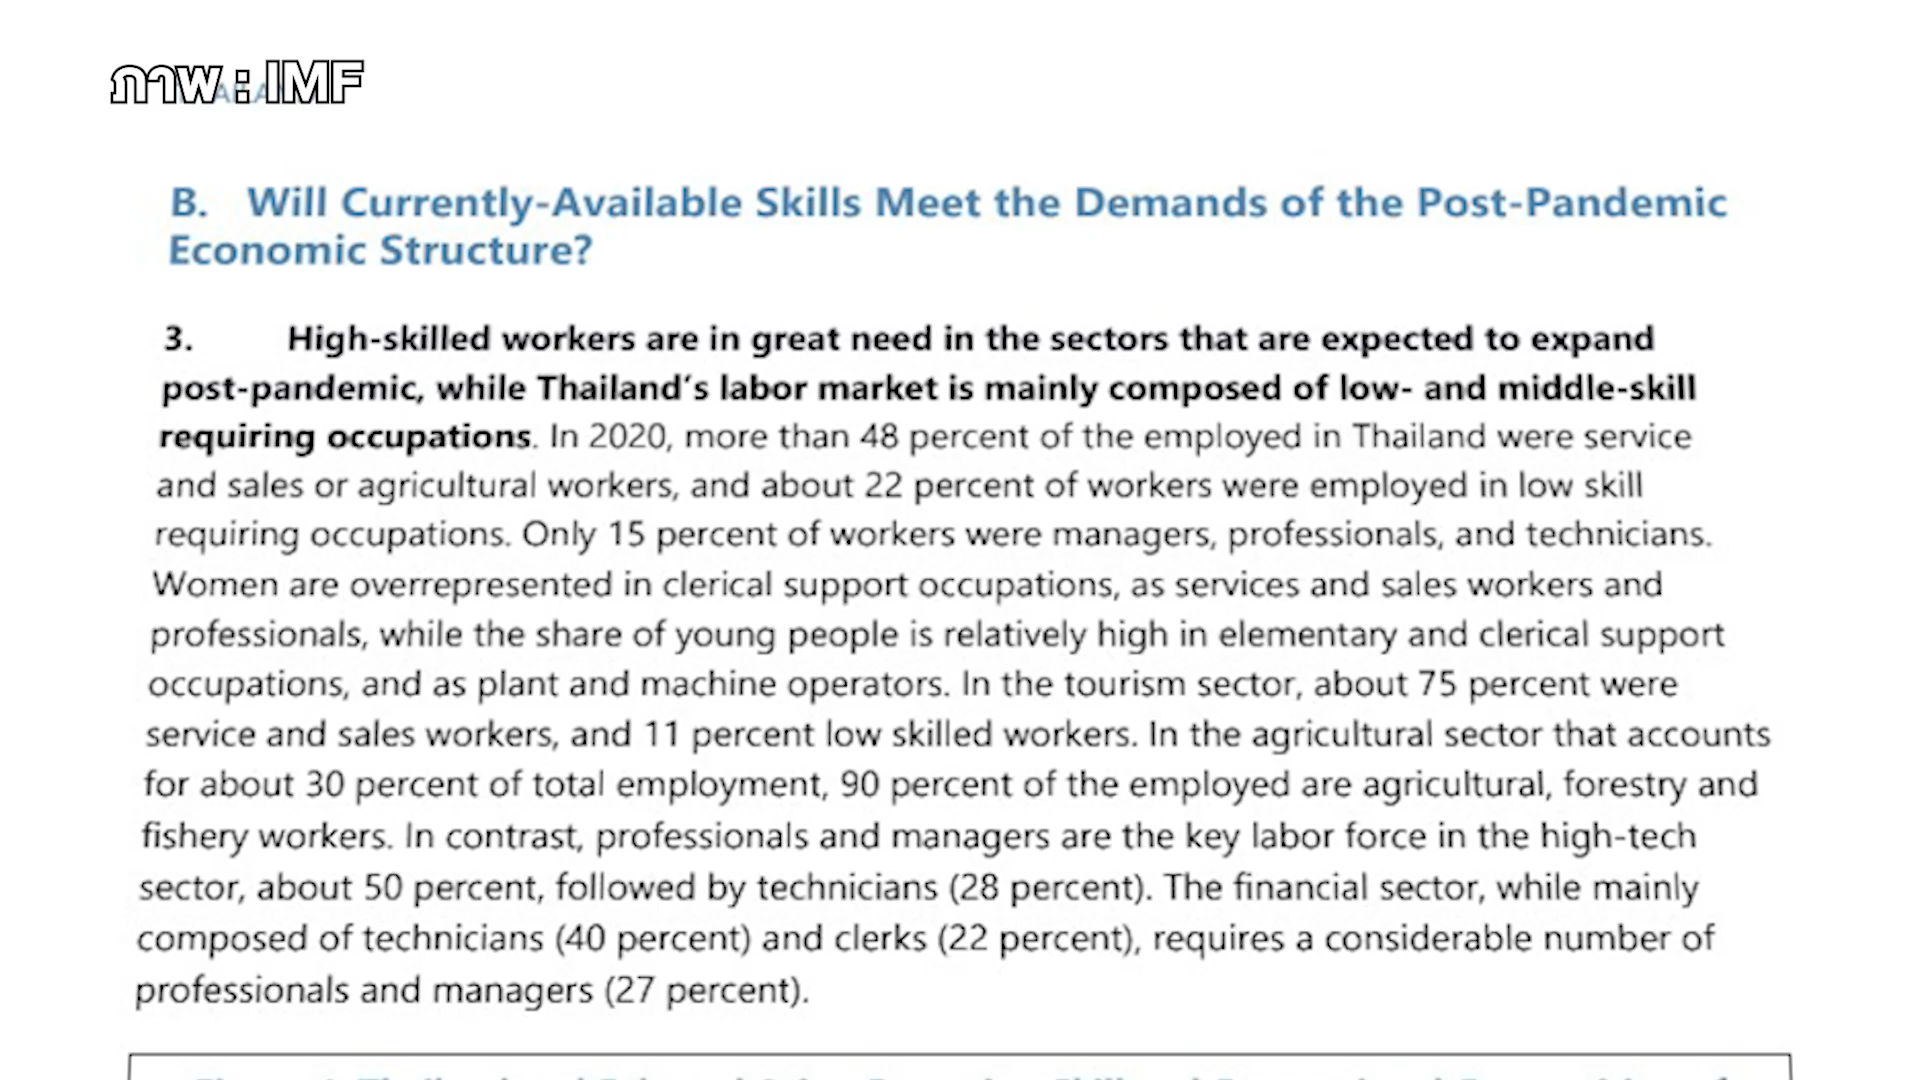 ภาพ : IMF
B. Will Currently-Available Skills Meet the Demands of the Post-Pandemic
Economic Structure?
3. High-skilled workers are in great need in the sectors that are expected to expand
post-pandemic, while Thailand's labor market is mainly composed of low- and middle-skill
requiring occupations. In 2020, more than 48 percent of the employed in Thailand were service
and sales or agricultural workers, and about 22 percent of workers were employed in low skill
requiring occupations. Only 15 percent of workers were managers, professionals, and technicians.
Women are overrepresented in clerical support occupations, as services and sales workers and
professionals, while the share of young people is relatively high in elementary and clerical support
occupations, and as plant and machine operators. In the tourism sector, about 75 percent were
service and sales workers, and 11 percent low skilled workers. In the agricultural sector that accounts
for about 30 percent of total employment, 90 percent of the employed are agricultural, forestry and
fishery workers. In contrast, professionals and managers are the key labor force in the high-tech
sector, about 50 percent, followed by technicians (28 percent). The financial sector, while mainly
composed of technicians (40 percent) and clerks (22 percent), requires a considerable number of
professionals and managers (27 percent).